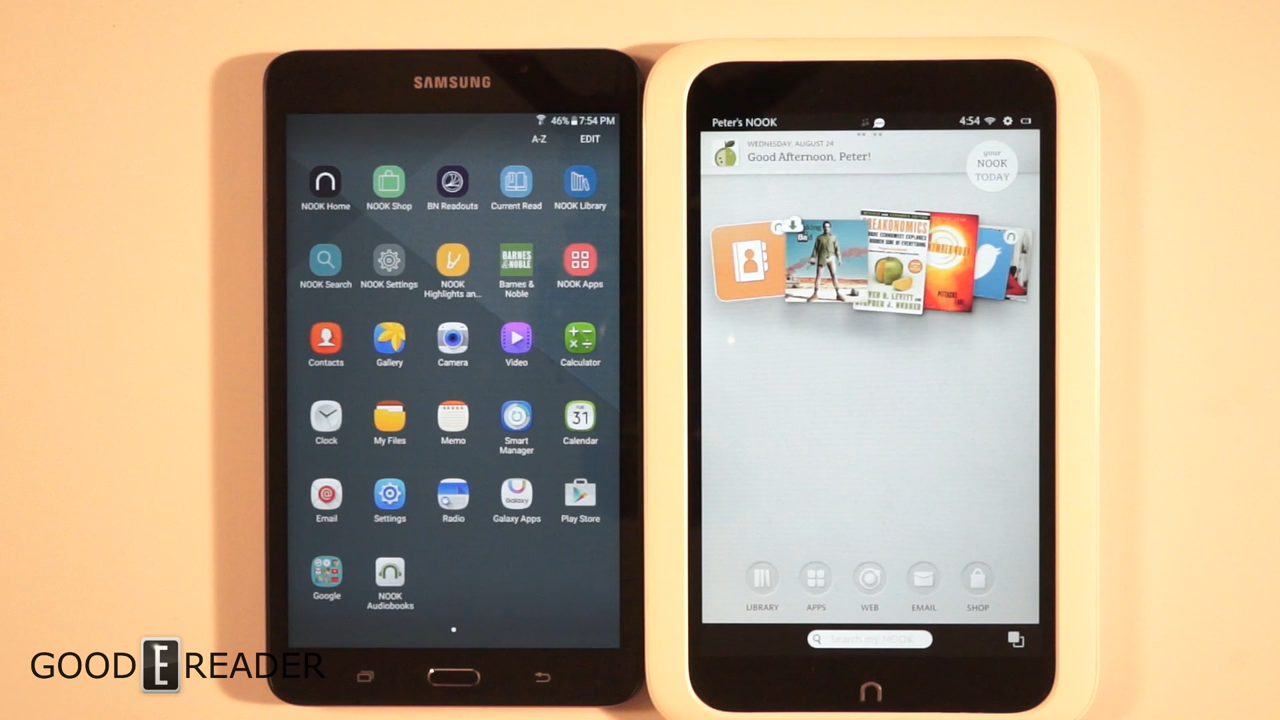 SAMSUNG
46% 7:54 PM
A-Z EDIT
NOOK Home NOOK Shop BN Readouts Current Read NOOK Library
NOOK Search NOOK Settings NOOK Highlights an... Barnes & Noble NOOK Apps
BARNES &NOBLE
Contacts Gallery Camera Video Calculator
Clock My Files Memo Smart Manager Calendar
TUE 31
Email Settings Radio Galaxy Apps Play Store
Galaxy
Google NOOK Audiobooks
Peter's NOOK 4:54
WEDNESDAY, AUGUST 24
Good Afternoon, Peter!
your
NOOK
TODAY
LIBRARY APPS WEB EMAIL SHOP
Search my NOOK
n
GOOD E READER